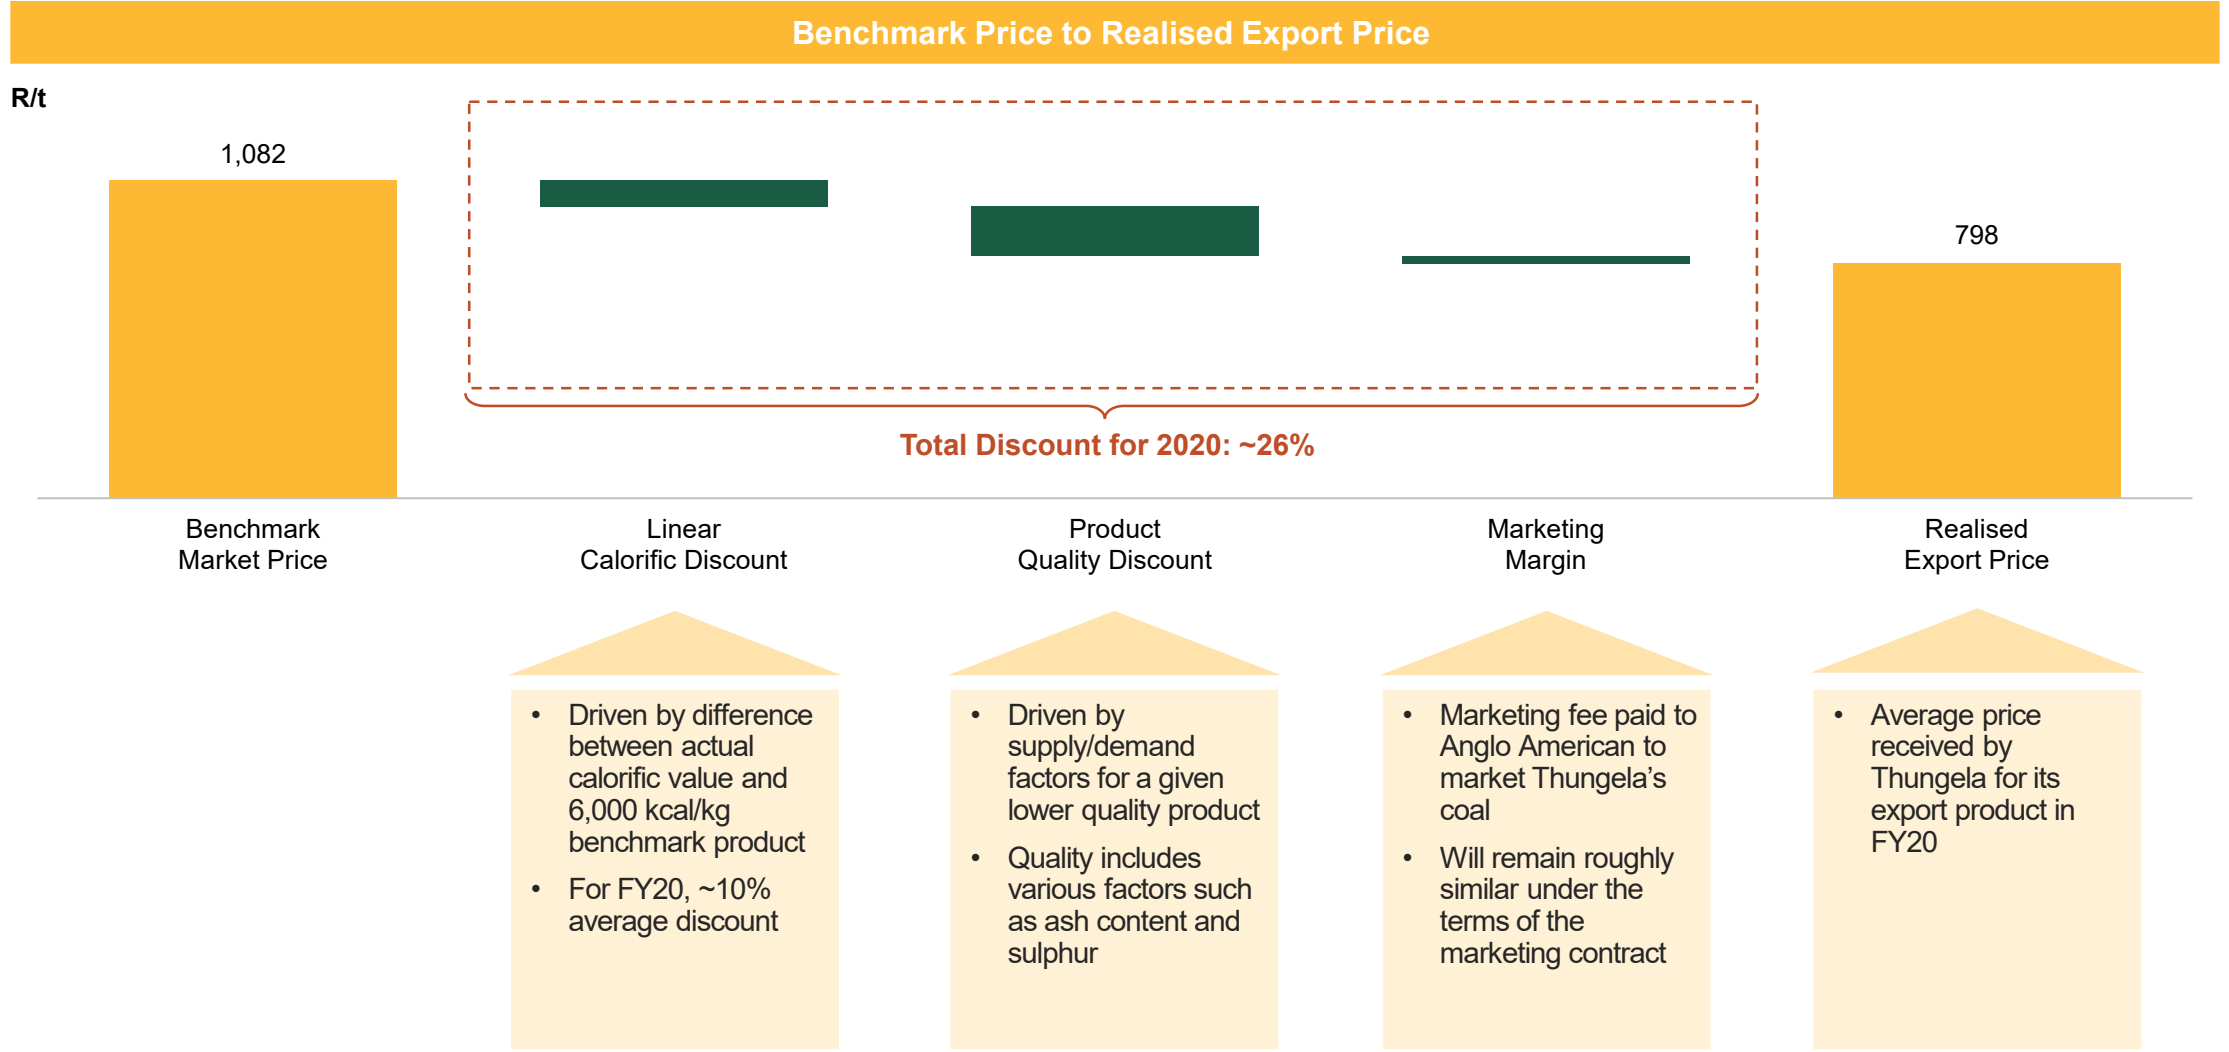 Benchmark Price to Realised Export Price
R/t
1,082
798
Total Discount for 2020: ~26%
Benchmark
Market Price
Linear
Calorific Discount
Product
Quality Discount
Marketing
Margin
Realised
Export Price
• Driven by difference
between actual
calorific value and
6,000 kcal/kg
benchmark product
• For FY20, ~10%
average discount
• Driven by
supply/demand
factors for a given
lower quality product
• Quality includes
various factors such
as ash content and
sulphur
• Marketing fee paid to
Anglo American to
market Thungela’s
coal
• Will remain roughly
similar under the
terms of the
marketing contract
• Average price
received by
Thungela for its
export product in
FY20